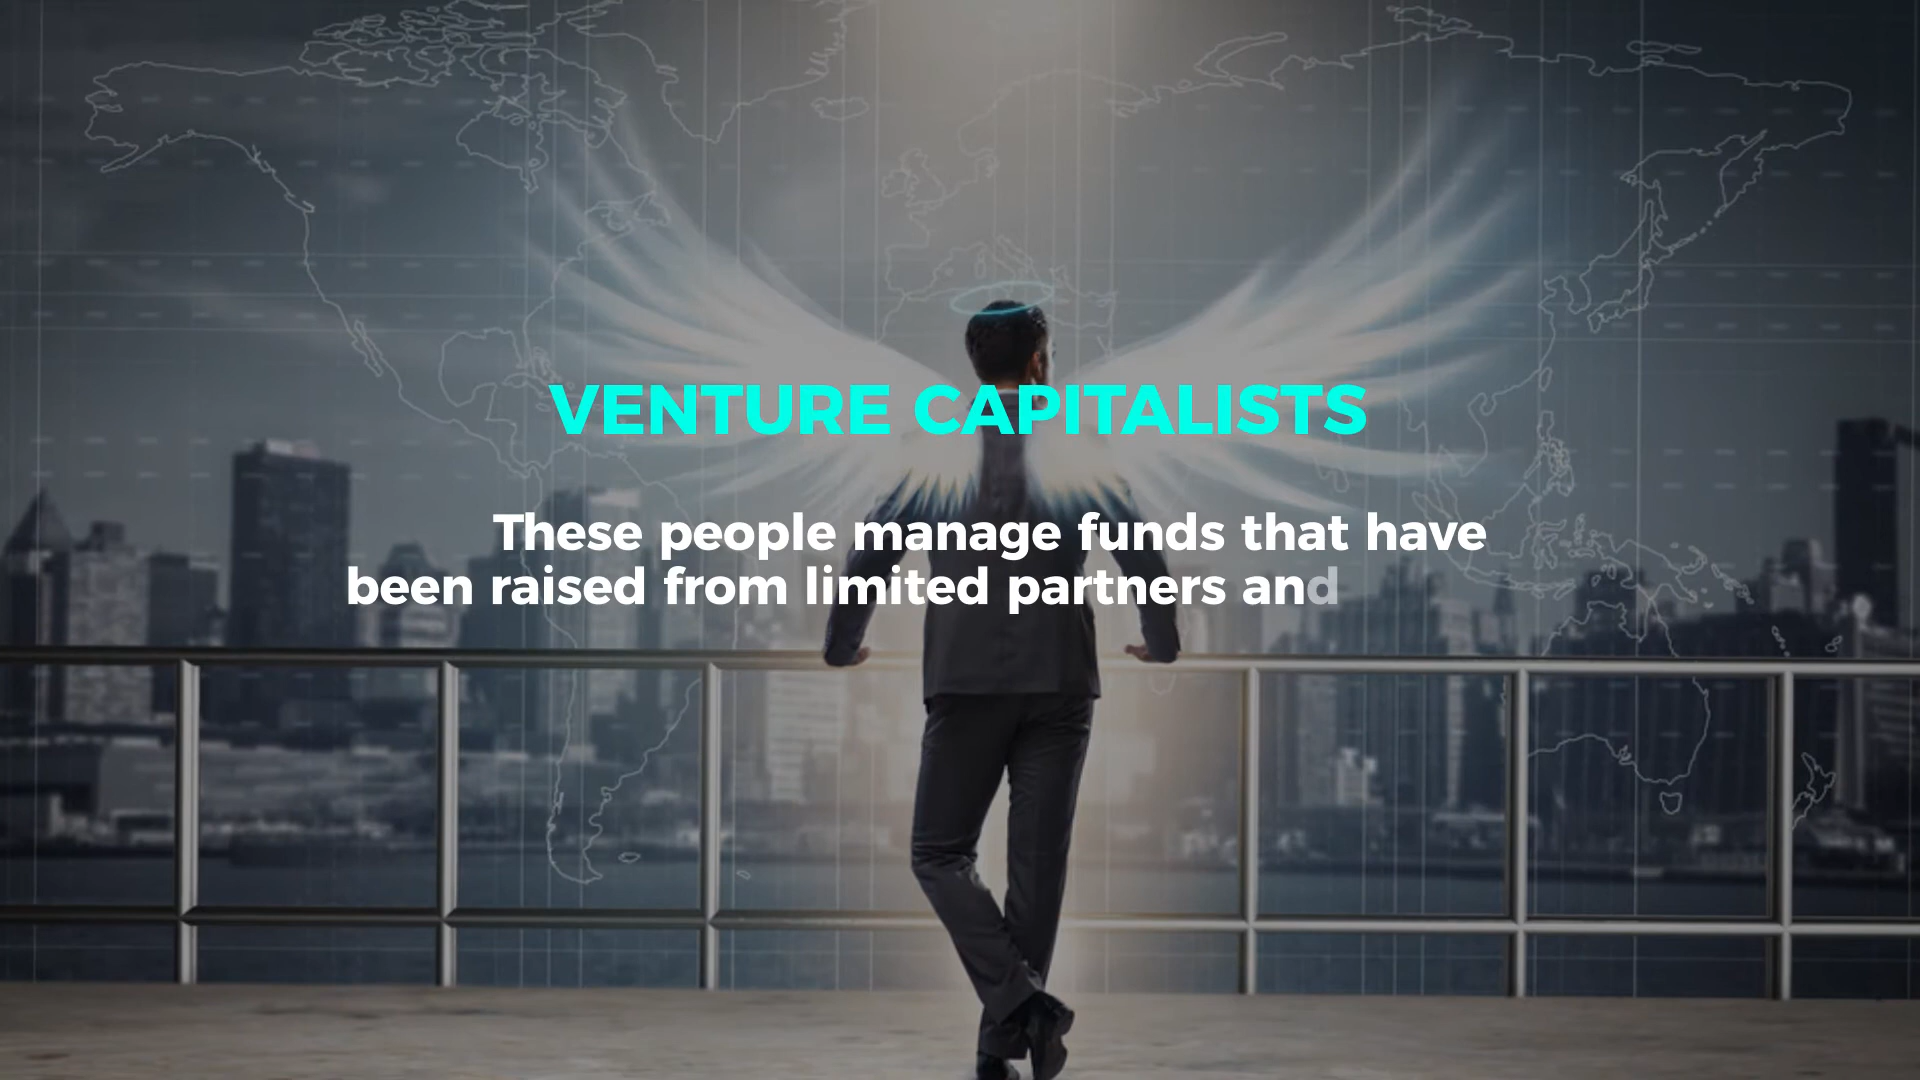 VENTURE CAPITALISTS
These people manage funds that have
been raised from limited partners and